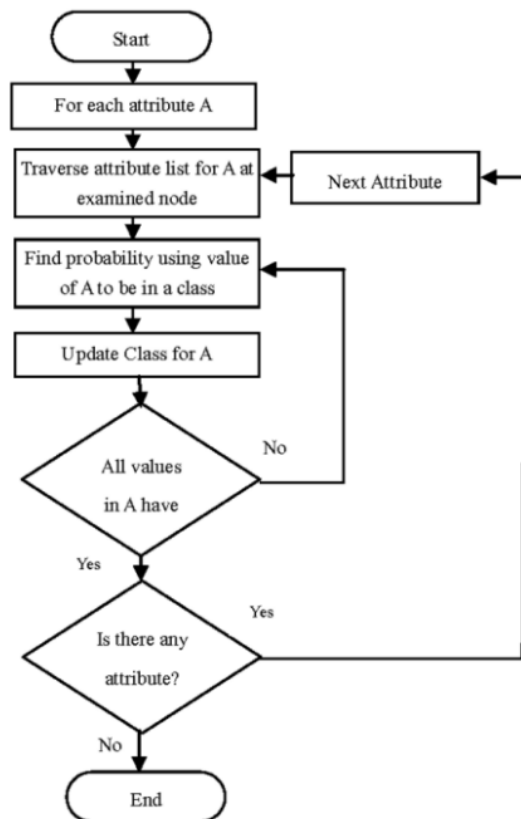 Start
For each attribute A
Traverse attribute list for A at
examined node
Next Attribute
Find probability using value
of A to be in a class
Update Class for A
No
All values
in A have
Yes
Yes
Is there any
attribute?
No
End